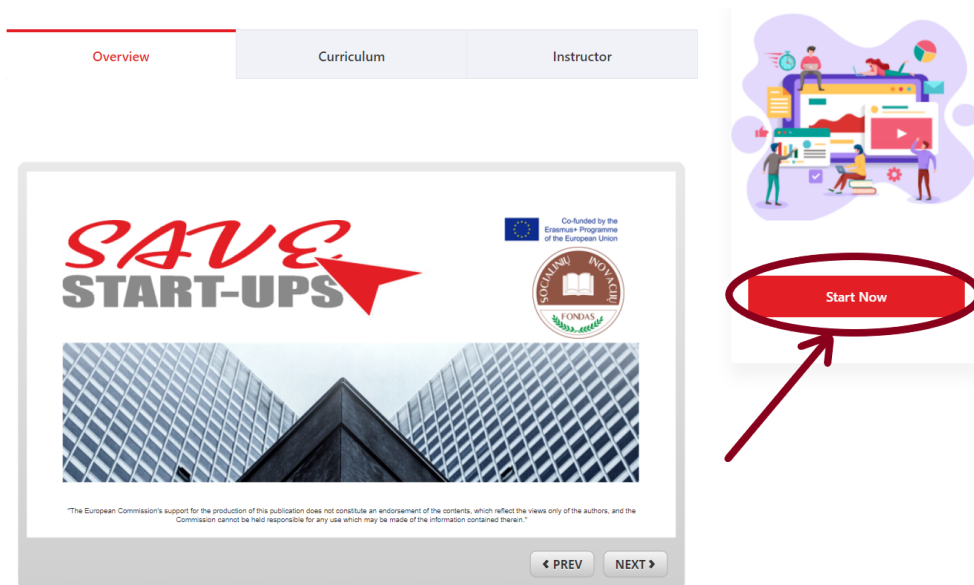 Overview
Curriculum
Instructor
SAVE
START-UPS
Co-funded by the
Erasmus+ Programme
of the European Union
SOCIALINIŲ INOVACIJŲ
FONDAS
Start Now
"The European Commission's support for the production of this publication does not constitute an endorsement of the contents, which reflect the views only of the authors, and the
Commission cannot be held responsible for any use which may be made of the information contained therein."
PREV
NEXT